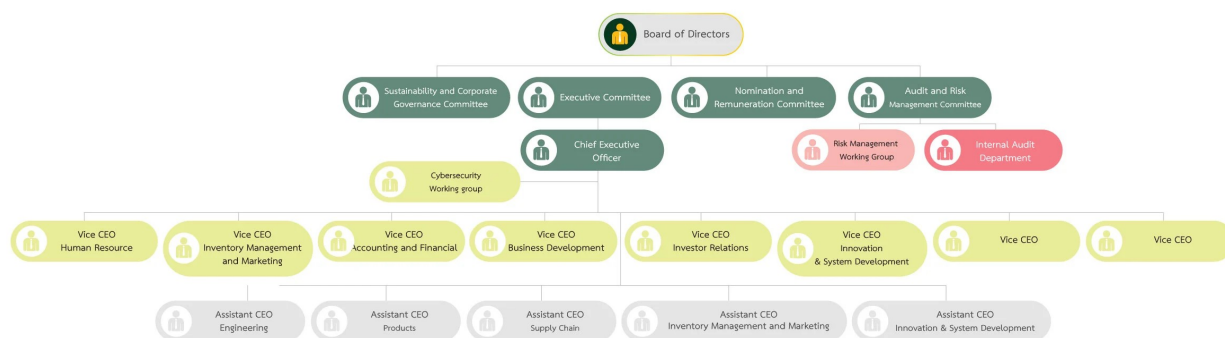 Board of Directors
Sustainability and Corporate
Governance Committee
Executive Committee
Nomination and
Remuneration Committee
Audit and Risk
Management Committee
Chief Executive
Officer
Risk Management
Working Group
Internal Audit
Department
Cybersecurity
Working group
Vice CEO
Human Resource
Vice CEO
Inventory Management
and Marketing
Vice CEO
Accounting and Financial
Vice CEO
Business Development
Vice CEO
Investor Relations
Vice CEO
Innovation
& System Development
Vice CEO
Vice CEO
Assistant CEO
Engineering
Assistant CEO
Products
Assistant CEO
Supply Chain
Assistant CEO
Inventory Management and Marketing
Assistant CEO
Innovation & System Development